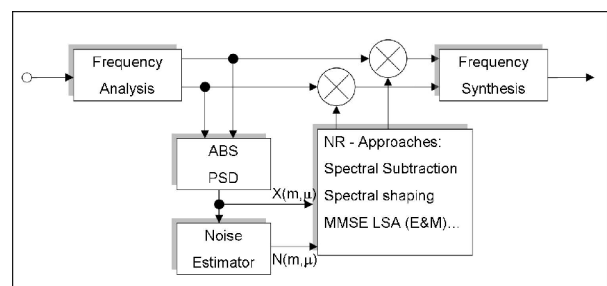 Frequency
Analysis
Frequency
Synthesis
ABS
PSD
X(m,μ)
NR - Approaches:
Spectral Subtraction
Spectral shaping
MMSE LSA (E&M)...
Noise
Estimator
N(m,μ)